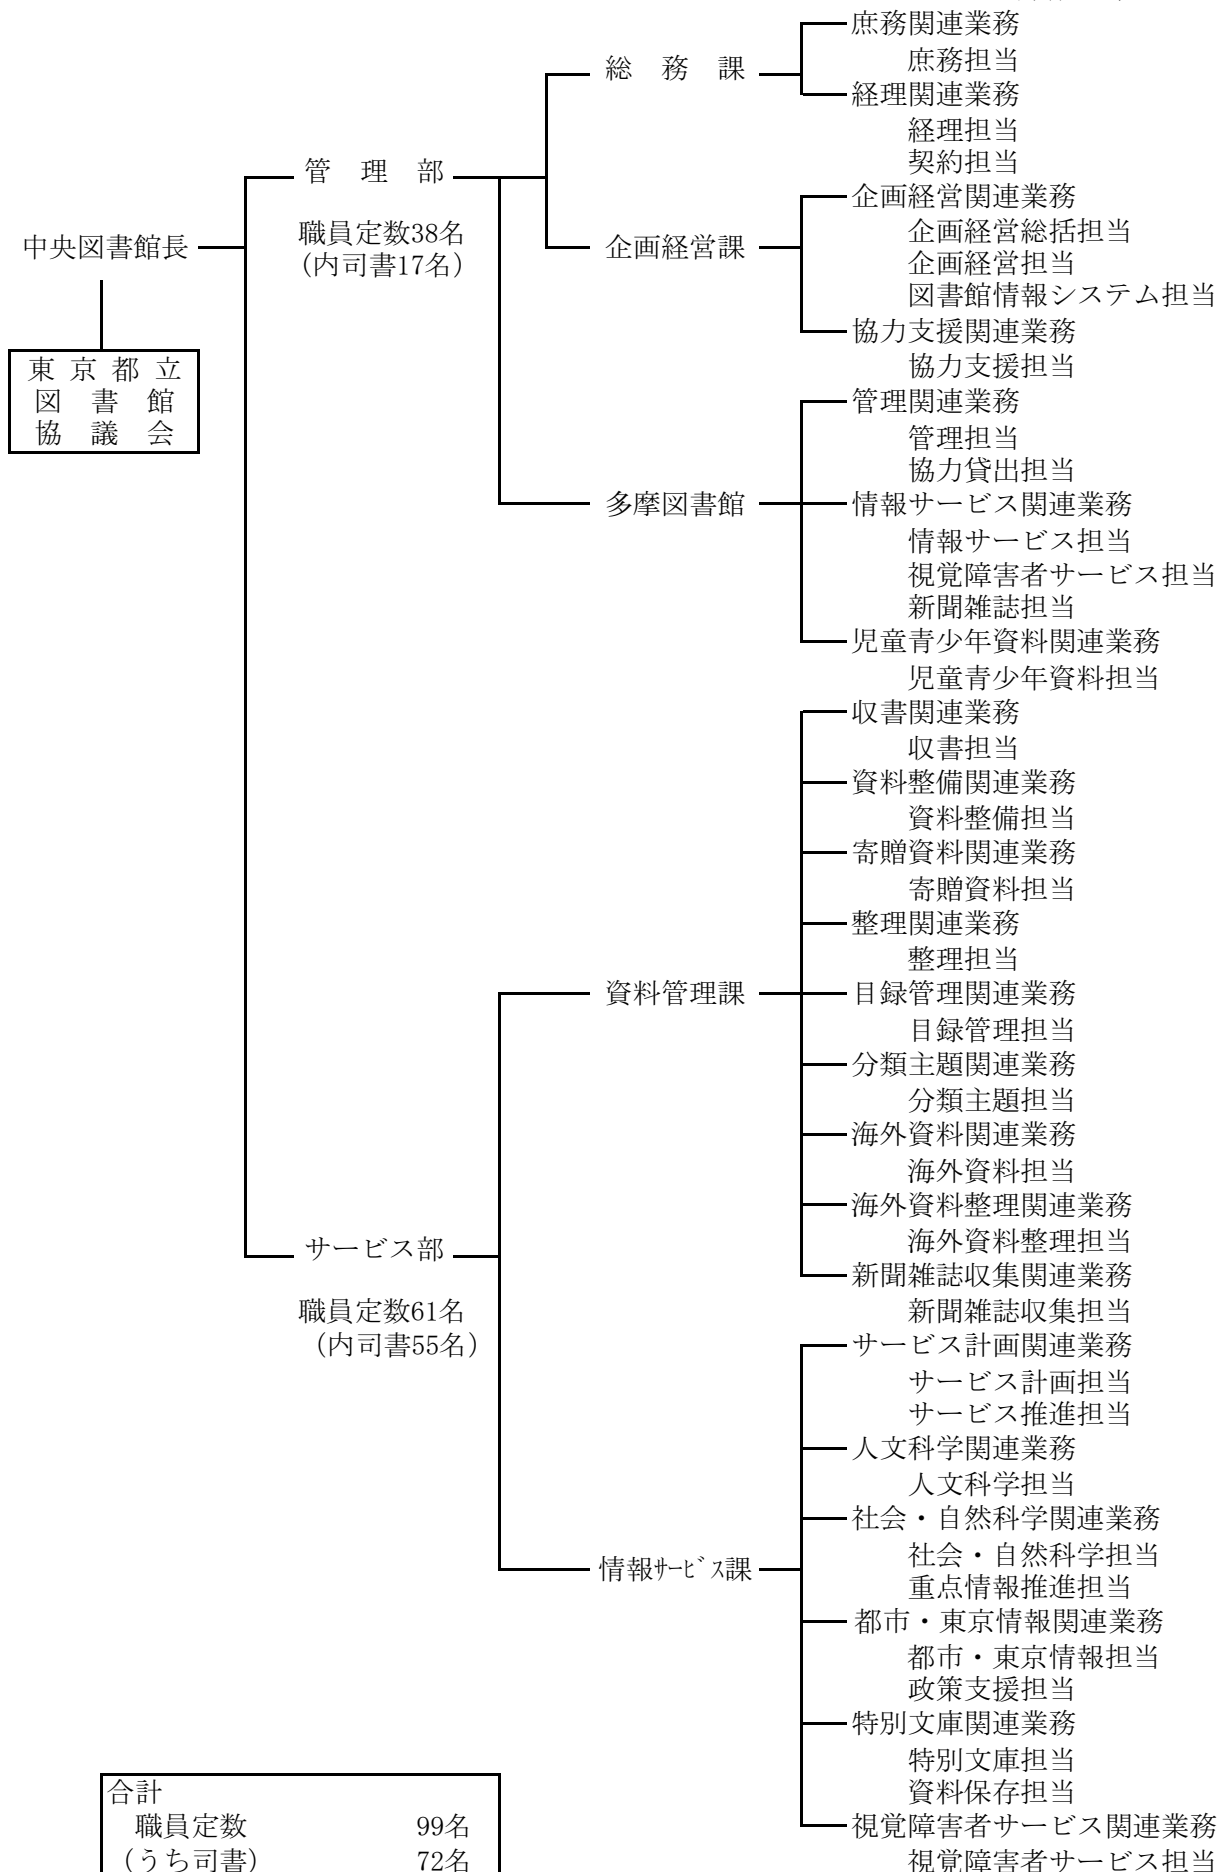 中央図書館長
東京都立
図書館
協議会
管理部
職員定数38名
(内司書17名)
総務課
庶務関連業務
庶務担当
経理関連業務
経理担当
契約担当
企画経営課
企画経営関連業務
企画経営総括担当
企画経営担当
図書館情報システム担当
協力支援関連業務
協力支援担当
多摩図書館
管理関連業務
管理担当
協力貸出担当
情報サービス関連業務
情報サービス担当
視覚障害者サービス担当
新聞雑誌担当
児童青少年資料関連業務
児童青少年資料担当
サービス部
職員定数61名
(内司書55名)
資料管理課
収書関連業務
収書担当
資料整備関連業務
資料整備担当
寄贈資料関連業務
寄贈資料担当
整理関連業務
整理担当
目録管理関連業務
目録管理担当
分類主題関連業務
分類主題担当
海外資料関連業務
海外資料担当
海外資料整理関連業務
海外資料整理担当
新聞雑誌収集関連業務
新聞雑誌収集担当
情報ｻｰﾋﾞｽ課
サービス計画関連業務
サービス計画担当
サービス推進担当
人文科学関連業務
人文科学担当
社会・自然科学関連業務
社会・自然科学担当
重点情報推進担当
都市・東京情報関連業務
都市・東京情報担当
政策支援担当
特別文庫関連業務
特別文庫担当
資料保存担当
視覚障害者サービス関連業務
視覚障害者サービス担当
合計
職員定数 99名
(うち司書) 72名